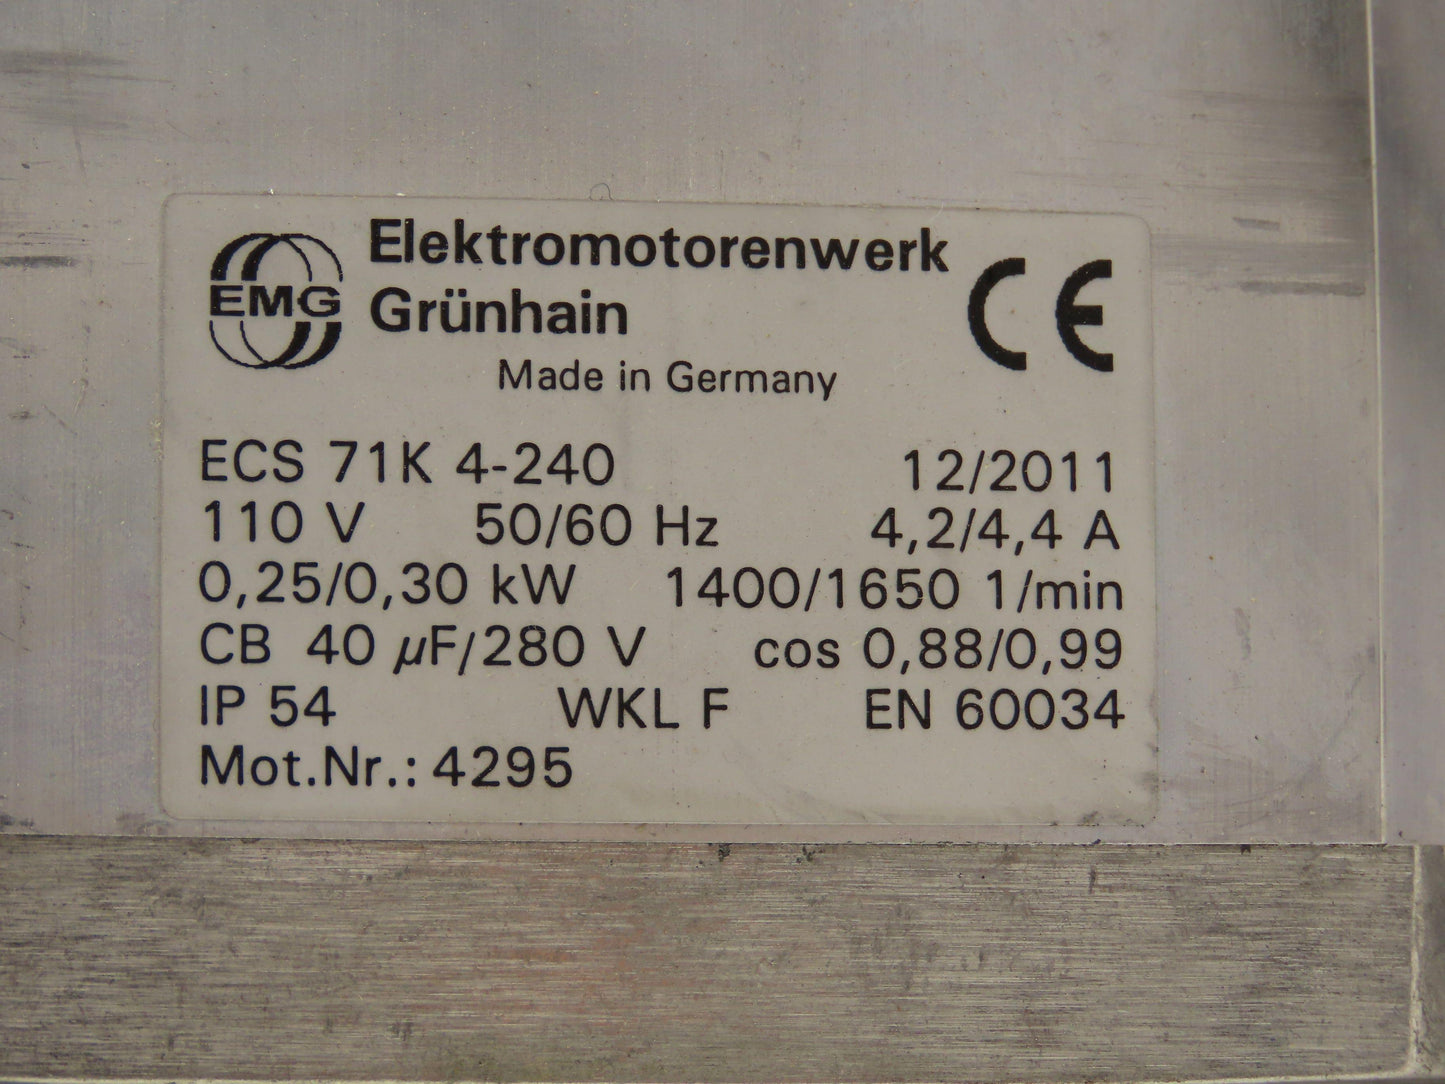 EMG
Elektromotorenwerk
Grünhain
CE
Made in Germany
ECS 71K 4-240 12/2011
110 V 50/60 Hz 4,2/4,4 A
0,25/0,30 kW 1400/1650 1/min
CB 40 µF/280 V cos 0,88/0,99
IP 54 WKL F EN 60034
Mot.Nr.: 4295